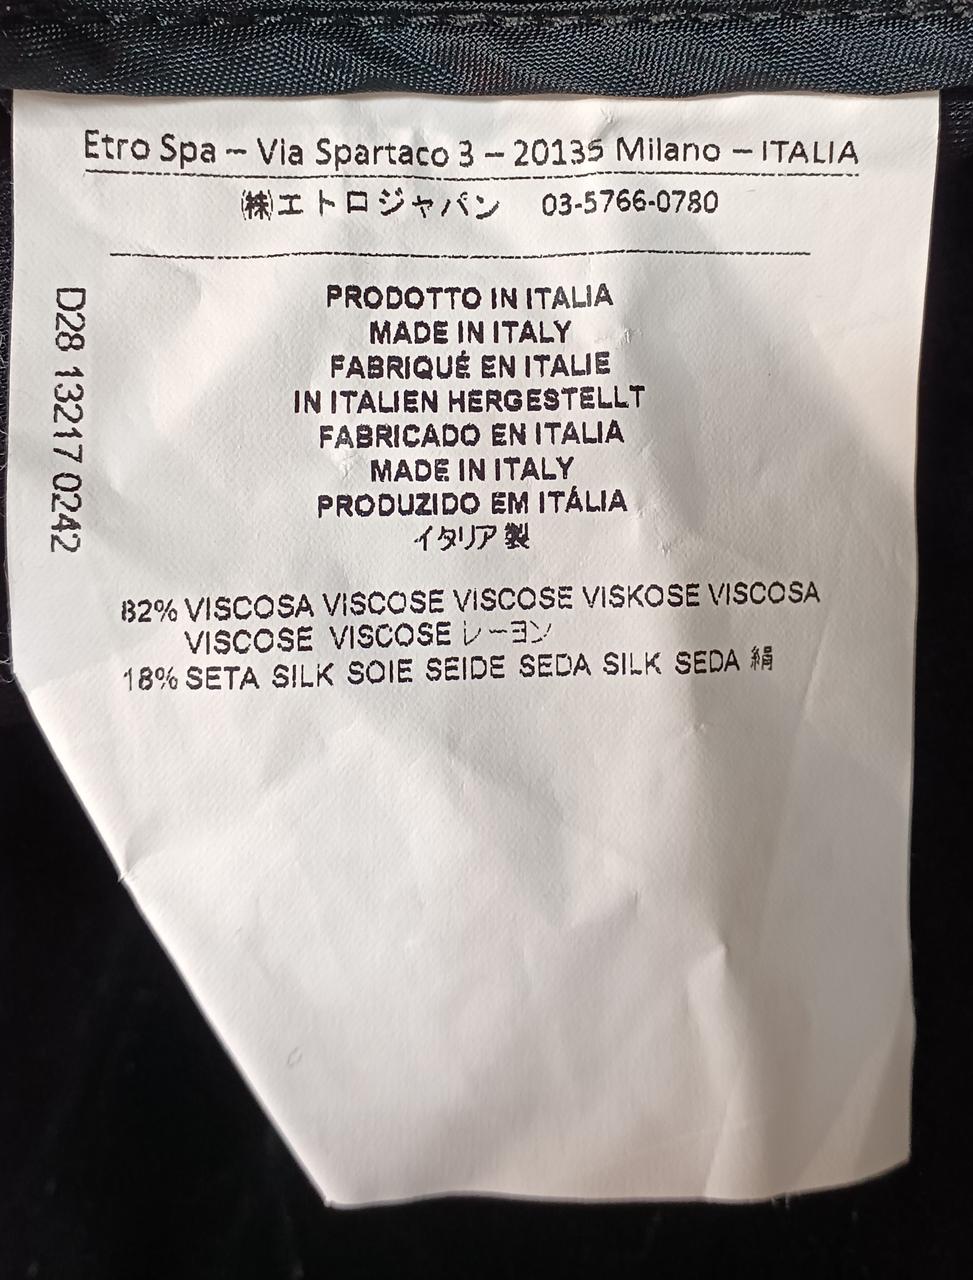 Etro Spa – Via Spartaco 3 – 20135 Milano – ITALIA
㈱エトロジャパン 03-5766-0780
D28 13217 0242
PRODOTTO IN ITALIA
MADE IN ITALY
FABRIQUÉ EN ITALIE
IN ITALIEN HERGESTELLT
FABRICADO EN ITALIA
MADE IN ITALY
PRODUZIDO EM ITÁLIA
イタリア製
82% VISCOSA VISCOSE VISCOSE VISKOSE VISCOSA
VISCOSE VISCOSE レーヨン
18% SETA SILK SOIE SEIDE SEDA SILK SEDA 絹